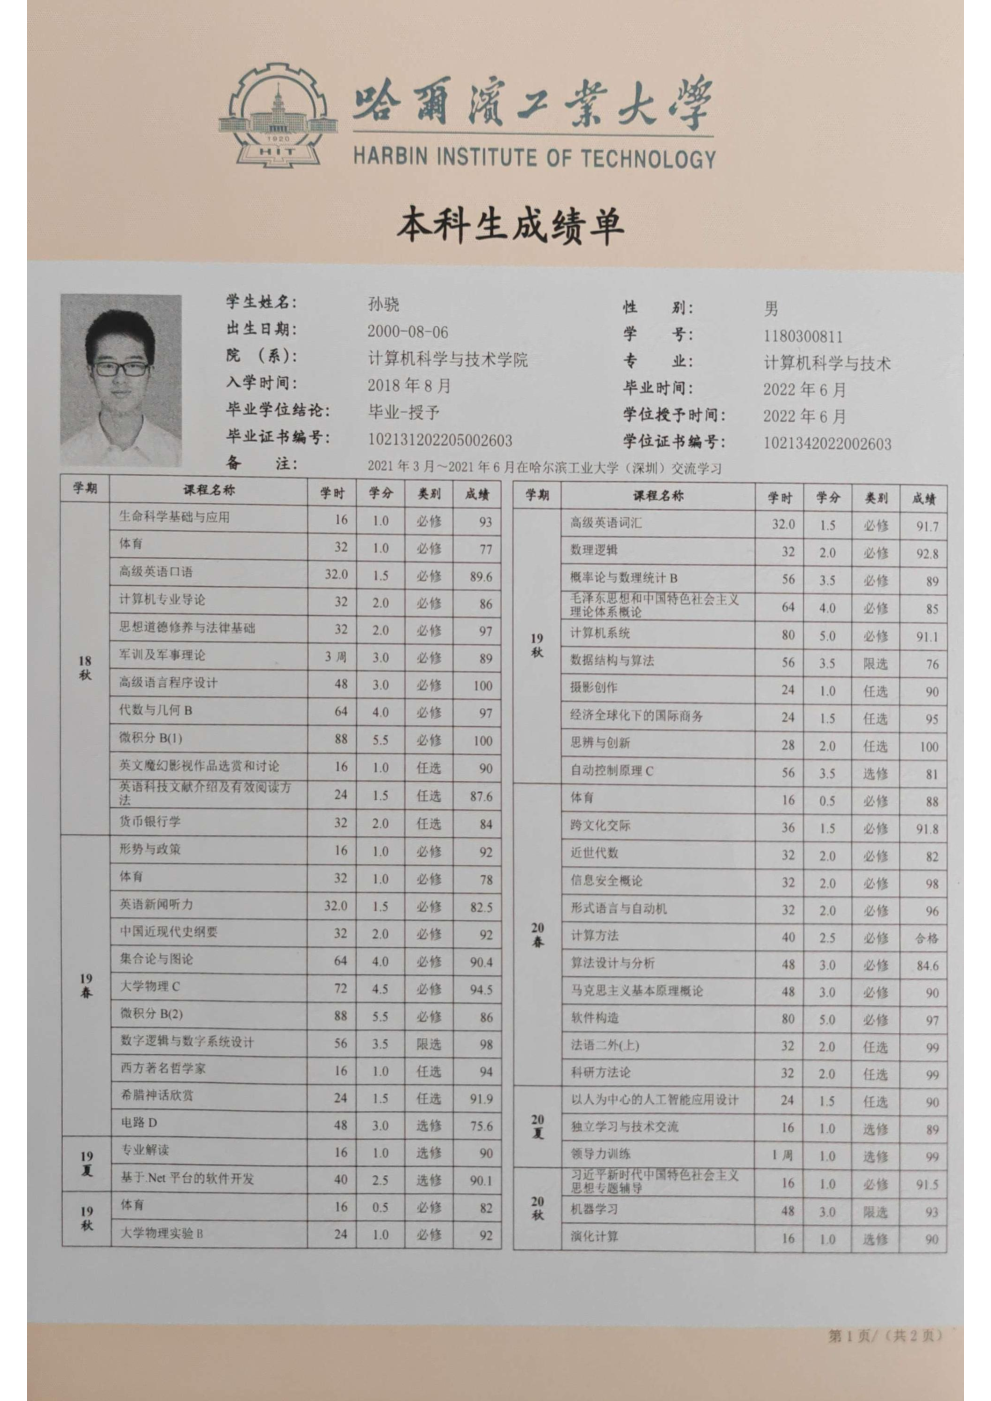 哈爾濱工業大學
1920
HIT
HARBIN INSTITUTE OF TECHNOLOGY
本科生成绩单
学生姓名： 孙骁 性 别： 男
出生日期： 2000-08-06 学 号： 1180300811
院 （系）： 计算机科学与技术学院 专 业： 计算机科学与技术
入学时间： 2018 年 8 月 毕业时间： 2022 年 6 月
毕业学位结论： 毕业-授予 学位授予时间： 2022 年 6 月
毕业证书编号： 102131202205002603 学位证书编号： 1021342022002603
备 注： 2021 年 3 月～2021 年 6 月在哈尔滨工业大学（深圳）交流学习
学期 课程名称 学时 学分 类别 成绩
18秋
生命科学基础与应用 16 1.0 必修 93
体育 32 1.0 必修 77
高级英语口语 32.0 1.5 必修 89.6
计算机专业导论 32 2.0 必修 86
思想道德修养与法律基础 32 2.0 必修 97
军训及军事理论 3 周 3.0 必修 89
高级语言程序设计 48 3.0 必修 100
代数与几何 B 64 4.0 必修 97
微积分 B(1) 88 5.5 必修 100
英文魔幻影视作品选赏和讨论 16 1.0 任选 90
英语科技文献介绍及有效阅读方
法 24 1.5 任选 87.6
货币银行学 32 2.0 任选 84
19春
形势与政策 16 1.0 必修 92
体育 32 1.0 必修 78
英语新闻听力 32.0 1.5 必修 82.5
中国近现代史纲要 32 2.0 必修 92
集合论与图论 64 4.0 必修 90.4
大学物理 C 72 4.5 必修 94.5
微积分 B(2) 88 5.5 必修 86
数字逻辑与数字系统设计 56 3.5 限选 98
西方著名哲学家 16 1.0 任选 94
希腊神话欣赏 24 1.5 任选 91.9
电路 D 48 3.0 选修 75.6
19夏
专业解读 16 1.0 选修 90
基于.Net 平台的软件开发 40 2.5 选修 90.1
19秋
体育 16 0.5 必修 82
大学物理实验 B 24 1.0 必修 92
学期 课程名称 学时 学分 类别 成绩
19秋
高级英语词汇 32.0 1.5 必修 91.7
数理逻辑 32 2.0 必修 92.8
概率论与数理统计 B 56 3.5 必修 89
毛泽东思想和中国特色社会主义
理论体系概论 64 4.0 必修 85
计算机系统 80 5.0 必修 91.1
数据结构与算法 56 3.5 限选 76
摄影创作 24 1.0 任选 90
经济全球化下的国际商务 24 1.5 任选 95
思辨与创新 28 2.0 任选 100
自动控制原理 C 56 3.5 选修 81
20春
体育 16 0.5 必修 88
跨文化交际 36 1.5 必修 91.8
近世代数 32 2.0 必修 82
信息安全概论 32 2.0 必修 98
形式语言与自动机 32 2.0 必修 96
计算方法 40 2.5 必修 合格
算法设计与分析 48 3.0 必修 84.6
马克思主义基本原理概论 48 3.0 必修 90
软件构造 80 5.0 必修 97
法语二外(上) 32 2.0 任选 99
科研方法论 32 2.0 任选 99
20夏
以人为中心的人工智能应用设计 24 1.5 任选 90
独立学习与技术交流 16 1.0 选修 89
领导力训练 1 周 1.0 选修 99
20秋
习近平新时代中国特色社会主义
思想专题辅导 16 1.0 必修 91.5
机器学习 48 3.0 限选 93
演化计算 16 1.0 选修 90
第 1 页/（共 2 页）